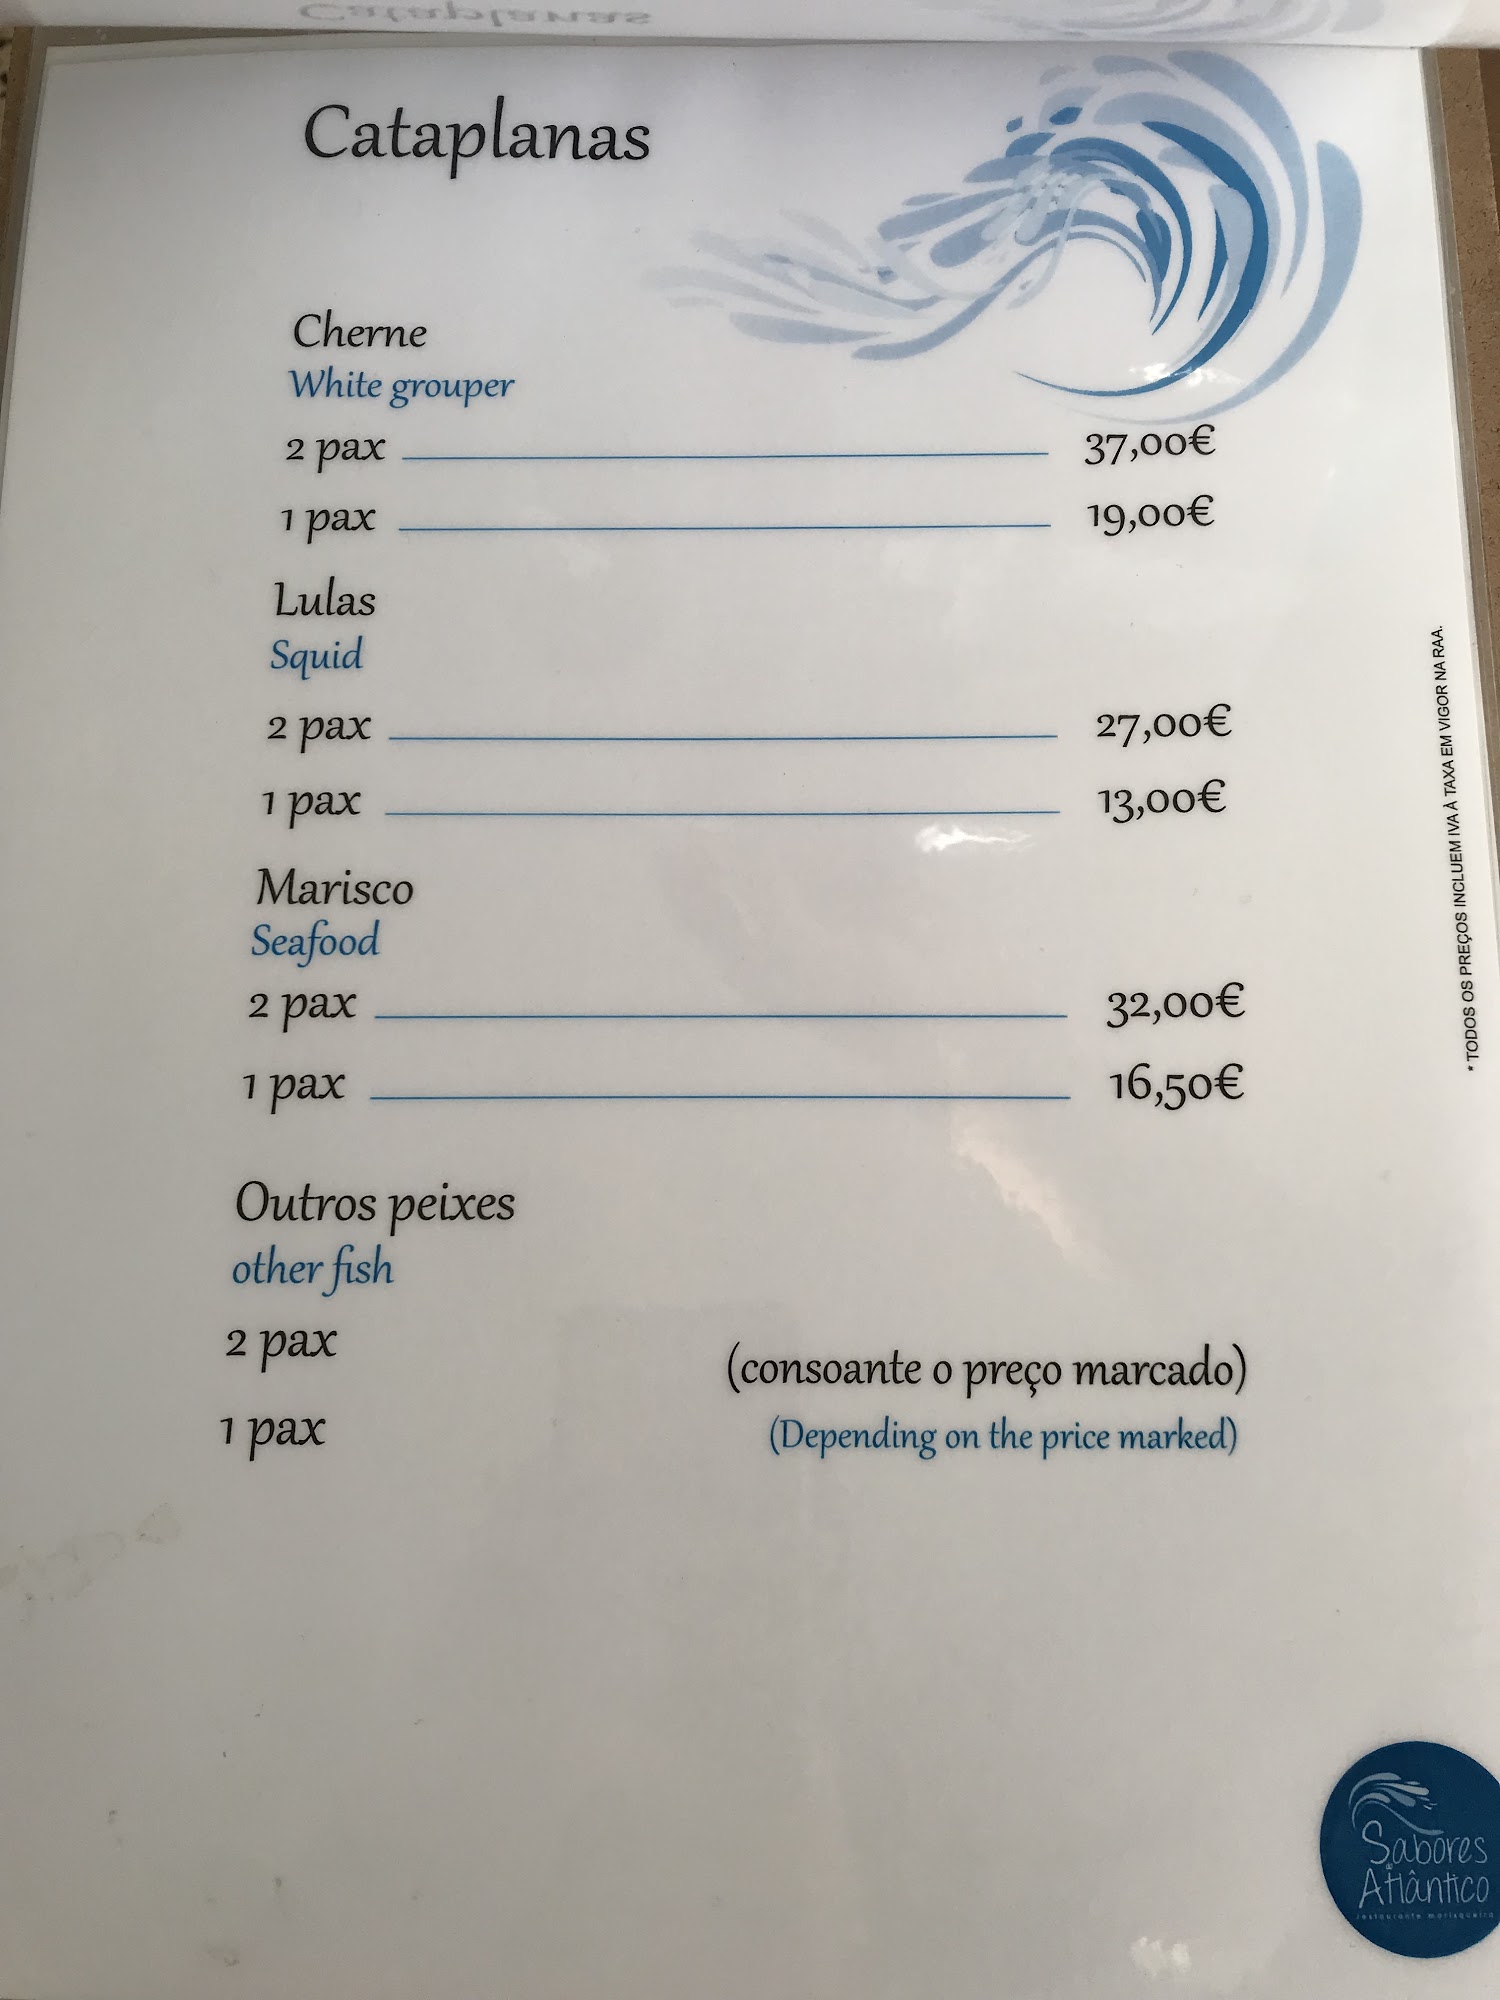 Cataplanas
Cherne
White grouper
2 pax 37,00€
1 pax 19,00€
Lulas
Squid
2 pax 27,00€
1 pax 13,00€
Marisco
Seafood
2 pax 32,00€
1 pax 16,50€
Outros peixes
other fish
2 pax
1 pax
(consoante o preço marcado)
(Depending on the price marked)
* TODOS OS PREÇOS INCLUEM IVA À TAXA EM VIGOR NA RAA.
Sabores
do
Atlântico
restaurante marisqueira